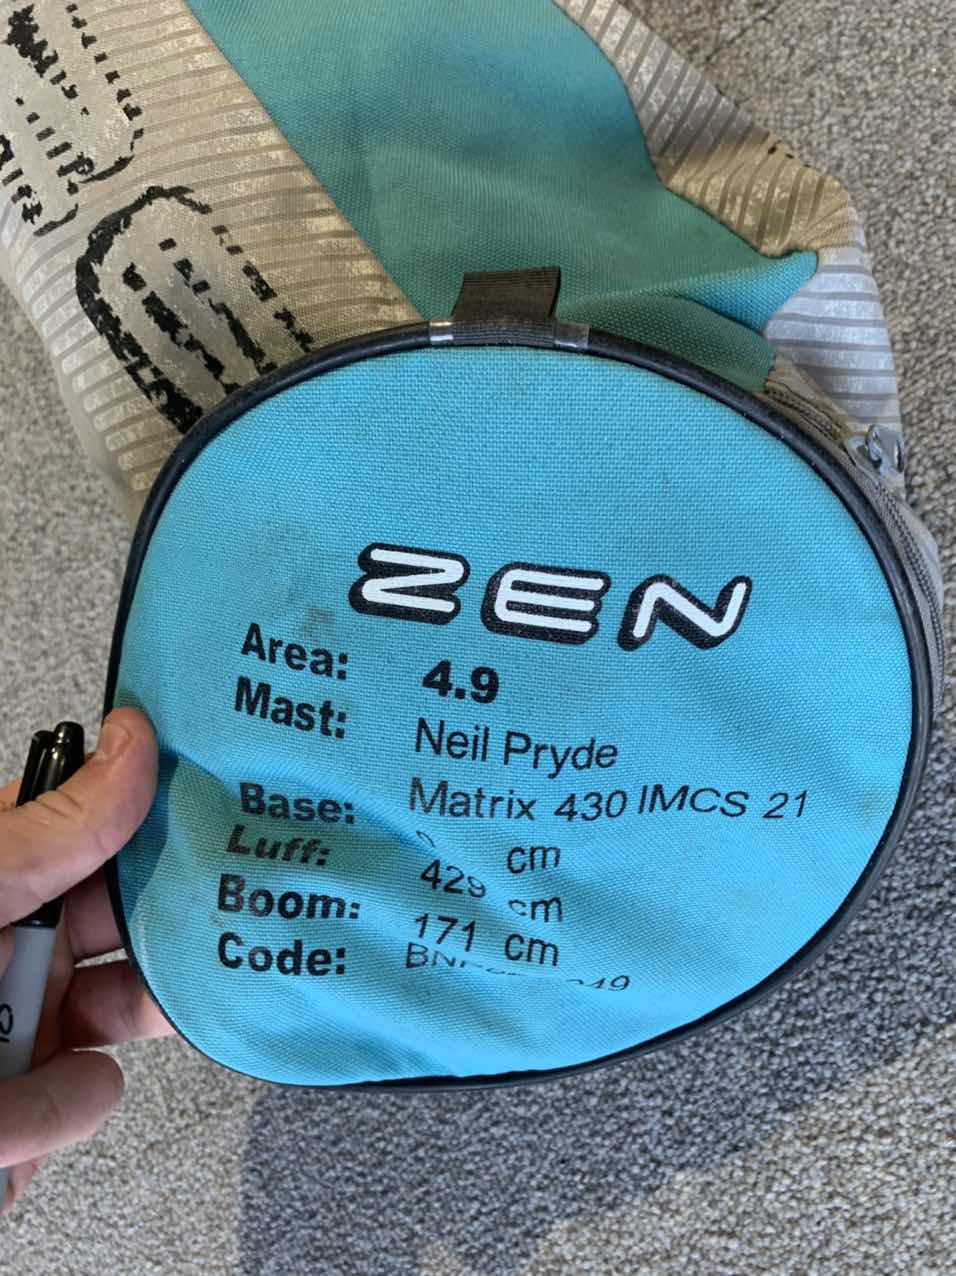 ZEN
Area: 4.9
Mast: Neil Pryde
Matrix 430 IMCS 21
Base: cm
Luff: 429 cm
Boom: 171 cm
Code: